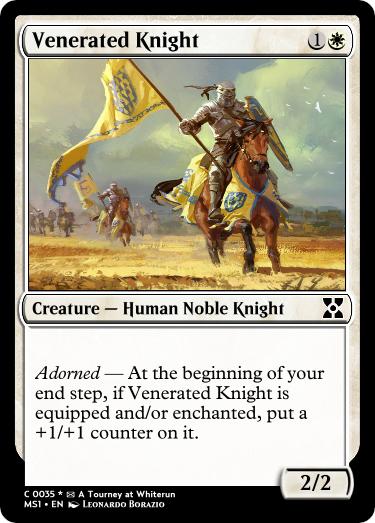 Venerated Knight 1
Creature — Human Noble Knight
Adorned — At the beginning of your
end step, if Venerated Knight is
equipped and/or enchanted, put a
+1/+1 counter on it.
2/2
C 0035 * A Tourney at Whiterun
MS1 • EN Leonardo Borazio